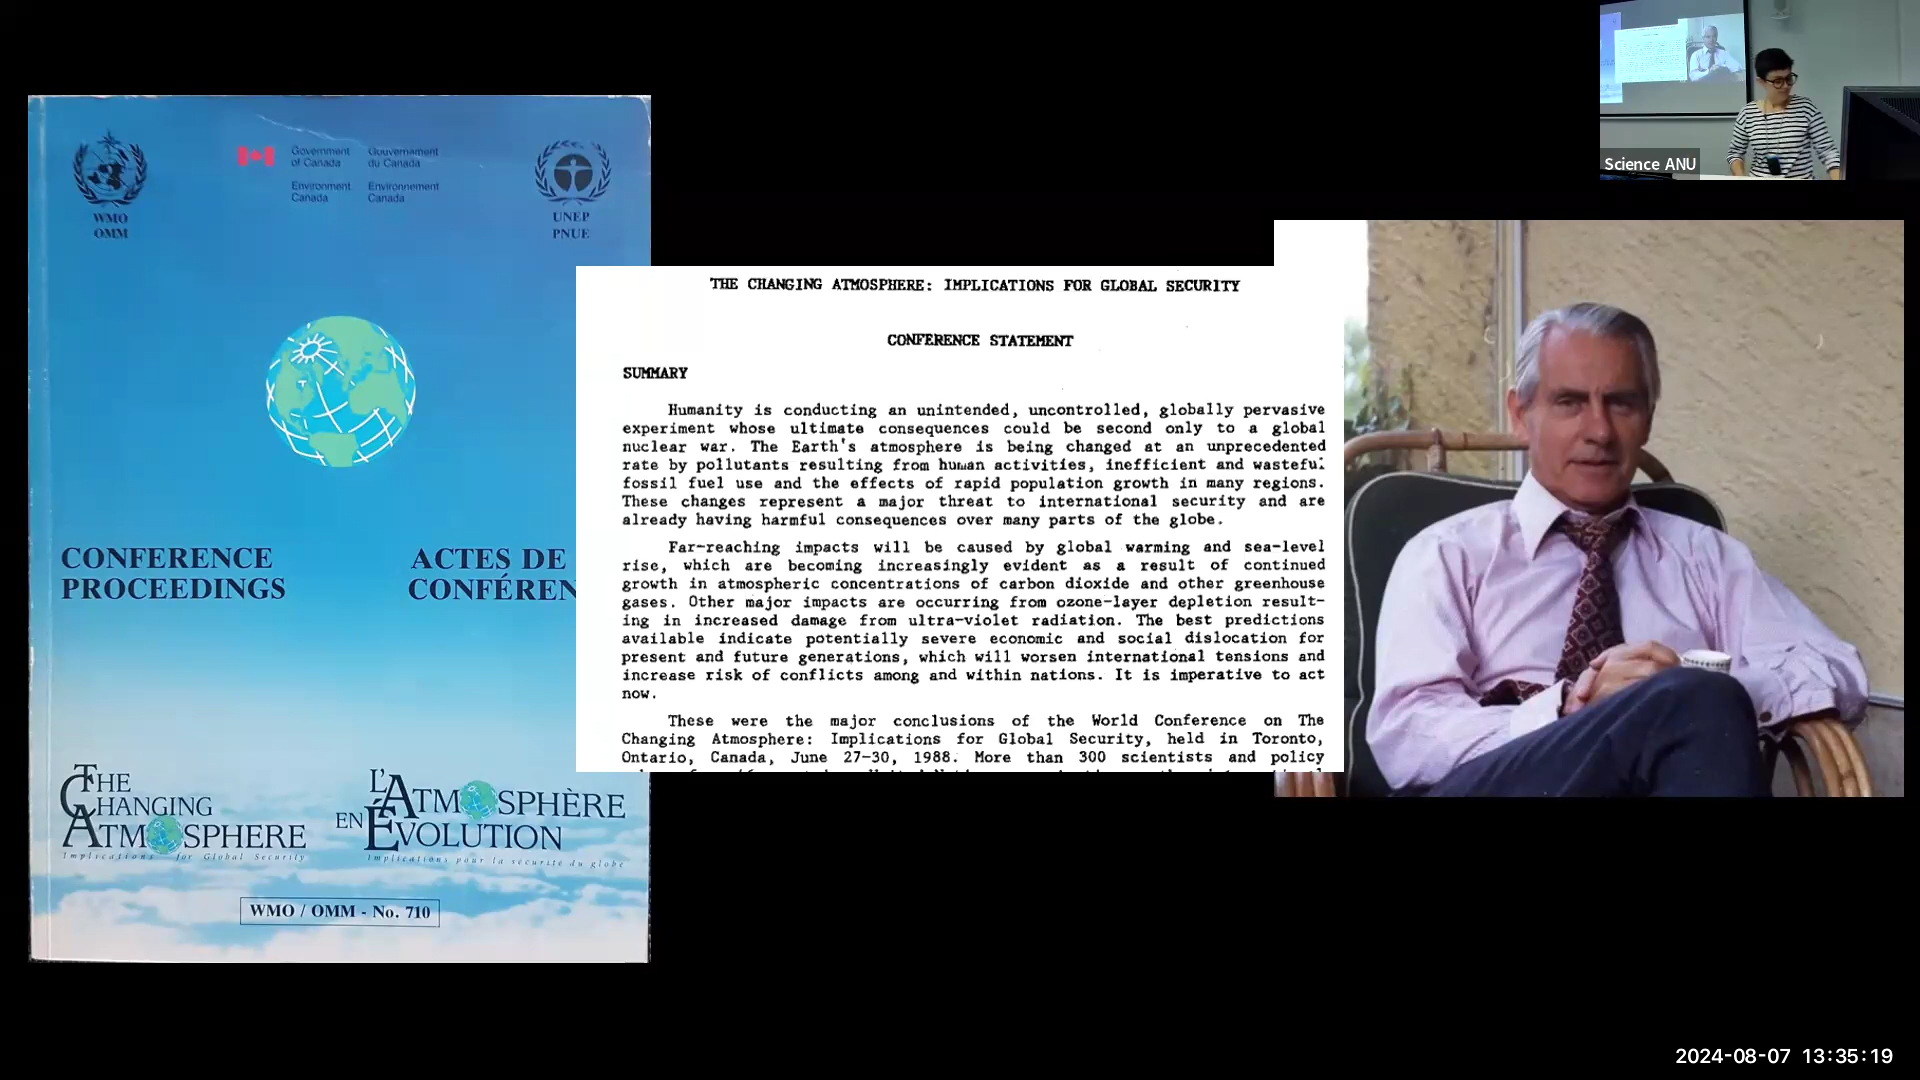 Science ANU
WMO
OMM
Government of Canada
Gouvernement du Canada
Environment Canada
Environnement Canada
UNEP
PNUE
CONFERENCE
PROCEEDINGS
ACTES DE
CONFÉREN
THE
CHANGING
ATMOSPHERE
Implications for Global Security
L'ATMOSPHÈRE
EN ÉVOLUTION
Implications pour la sécurité du globe
WMO / OMM - No. 710
THE CHANGING ATMOSPHERE: IMPLICATIONS FOR GLOBAL SECURITY
CONFERENCE STATEMENT
SUMMARY
Humanity is conducting an unintended, uncontrolled, globally pervasive
experiment whose ultimate consequences could be second only to a global
nuclear war. The Earth's atmosphere is being changed at an unprecedented
rate by pollutants resulting from human activities, inefficient and wasteful
fossil fuel use and the effects of rapid population growth in many regions.
These changes represent a major threat to international security and are
already having harmful consequences over many parts of the globe.
Far-reaching impacts will be caused by global warming and sea-level
rise, which are becoming increasingly evident as a result of continued
growth in atmospheric concentrations of carbon dioxide and other greenhouse
gases. Other major impacts are occurring from ozone-layer depletion result-
ing in increased damage from ultra-violet radiation. The best predictions
available indicate potentially severe economic and social dislocation for
present and future generations, which will worsen international tensions and
increase risk of conflicts among and within nations. It is imperative to act
now.
These were the major conclusions of the World Conference on The
Changing Atmosphere: Implications for Global Security, held in Toronto,
Ontario, Canada, June 27-30, 1988. More than 300 scientists and policy
2024-08-07 13:35:19